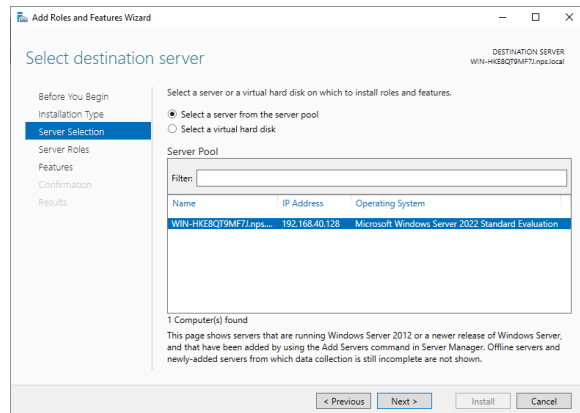 Add Roles and Features Wizard
Select destination server
DESTINATION SERVER
WIN-HKE8QT9MF7J.nps.local
Before You Begin
Installation Type
Server Selection
Server Roles
Features
Confirmation
Results
Select a server or a virtual hard disk on which to install roles and features.
Select a server from the server pool
Select a virtual hard disk
Server Pool
Filter:
Name IP Address Operating System
WIN-HKE8QT9MF7J.nps.... 192.168.40.128 Microsoft Windows Server 2022 Standard Evaluation
1 Computer(s) found
This page shows servers that are running Windows Server 2012 or a newer release of Windows Server,
and that have been added by using the Add Servers command in Server Manager. Offline servers and
newly-added servers from which data collection is still incomplete are not shown.
< Previous Next > Install Cancel